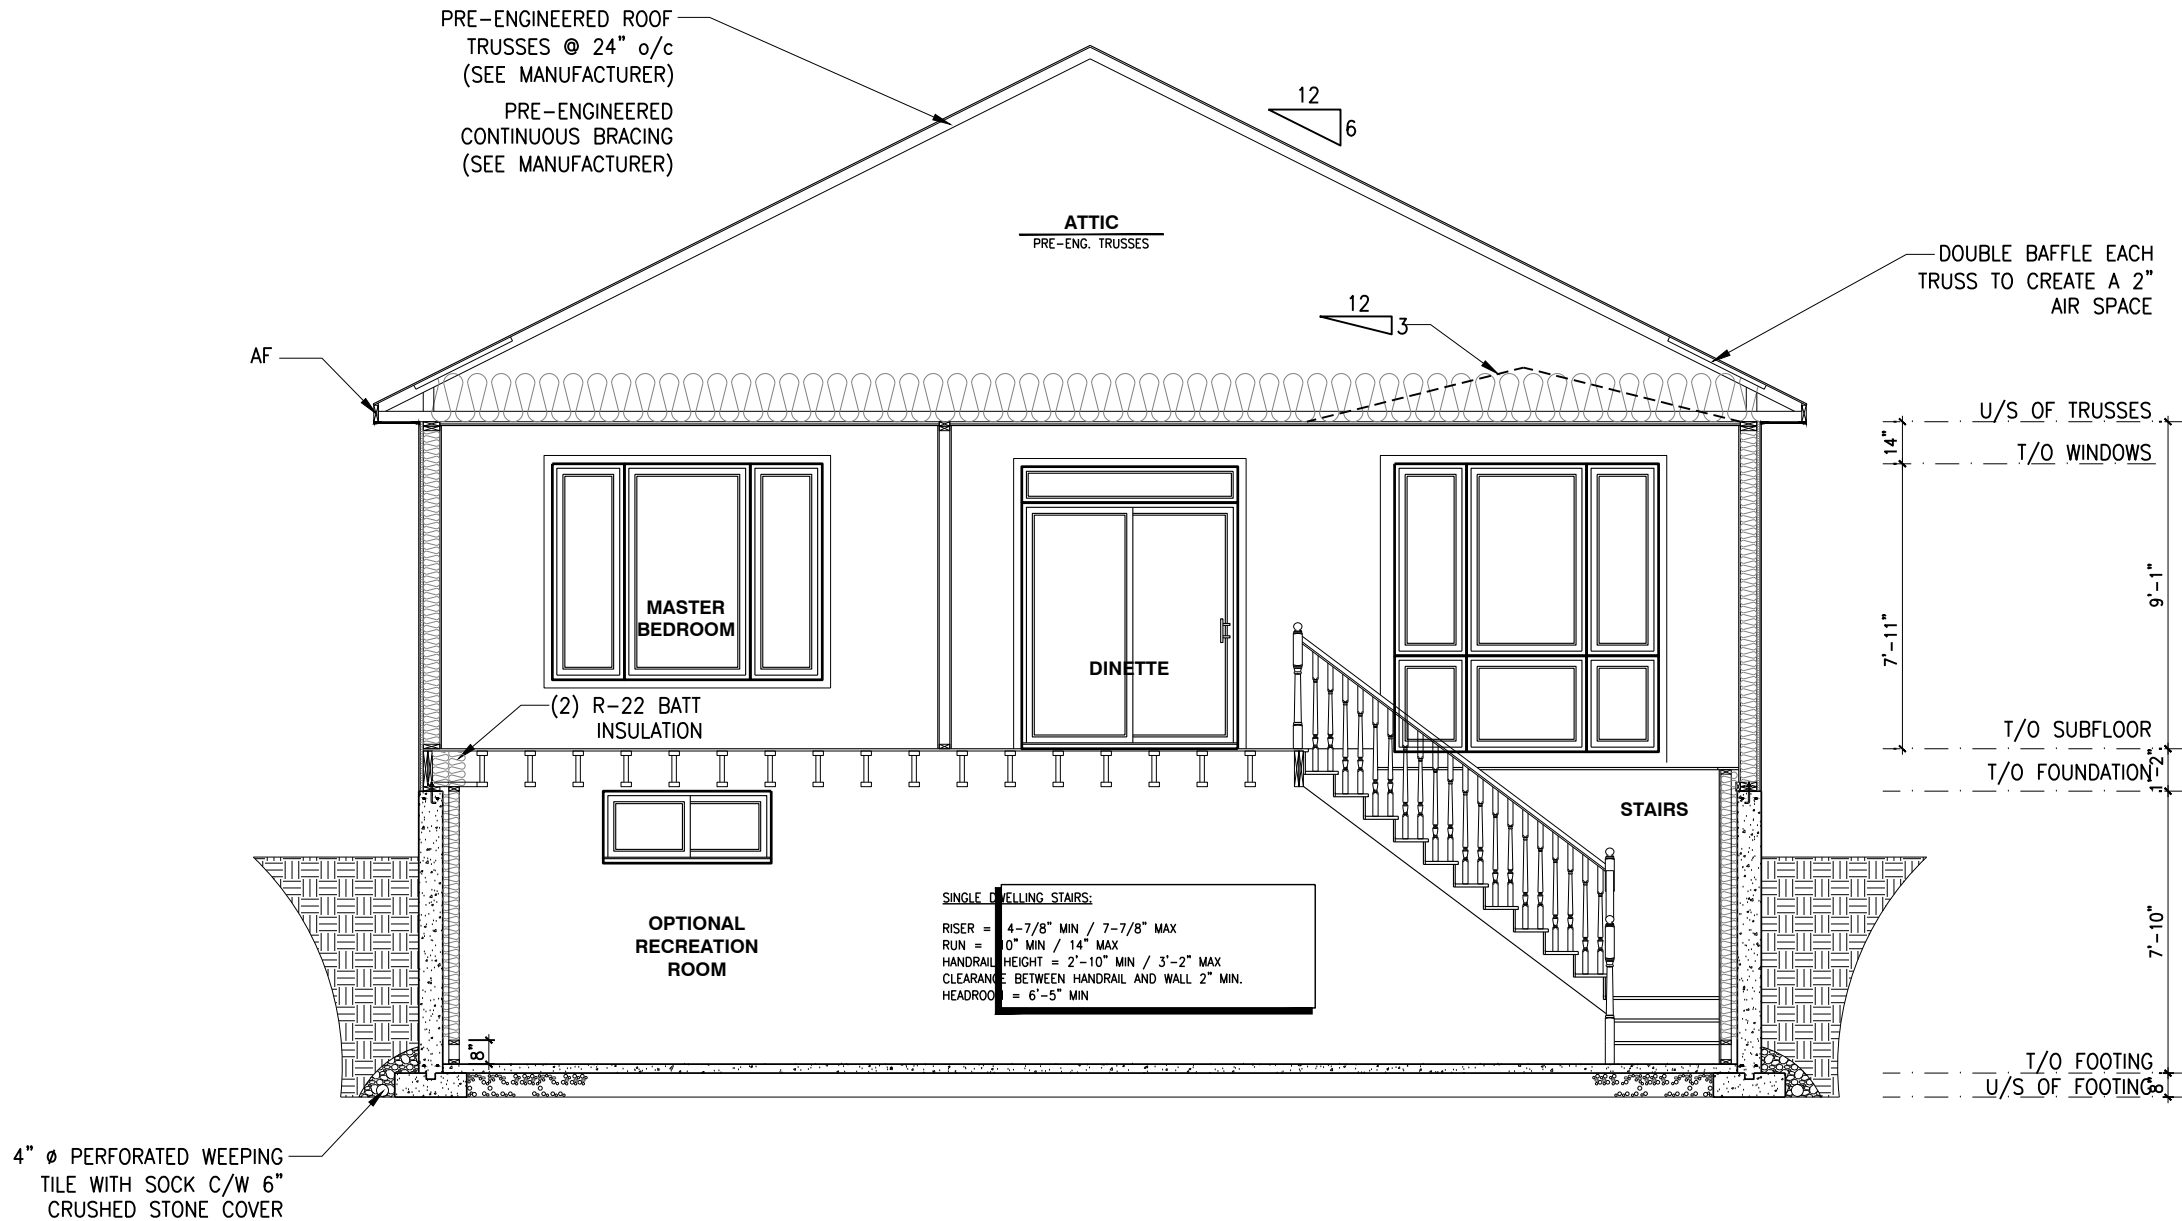 PRE-ENGINEERED ROOF
TRUSSES @ 24" o/c
(SEE MANUFACTURER)
PRE-ENGINEERED
CONTINUOUS BRACING
(SEE MANUFACTURER)
12
6
ATTIC
PRE-ENG. TRUSSES
DOUBLE BAFFLE EACH
TRUSS TO CREATE A 2"
AIR SPACE
12
3
AF
U/S OF TRUSSES
14"
T/O WINDOWS
9'-1"
7'-11"
MASTER
BEDROOM
DINETTE
(2) R-22 BATT
INSULATION
T/O SUBFLOOR
1'-2"
T/O FOUNDATION
STAIRS
OPTIONAL
RECREATION
ROOM
SINGLE DWELLING STAIRS:
RISER = 4-7/8" MIN / 7-7/8" MAX
RUN = 10" MIN / 14" MAX
HANDRAIL HEIGHT = 2'-10" MIN / 3'-2" MAX
CLEARANCE BETWEEN HANDRAIL AND WALL 2" MIN.
HEADROOM = 6'-5" MIN
7'-10"
8"
T/O FOOTING
U/S OF FOOTING
8"
4" ø PERFORATED WEEPING
TILE WITH SOCK C/W 6"
CRUSHED STONE COVER